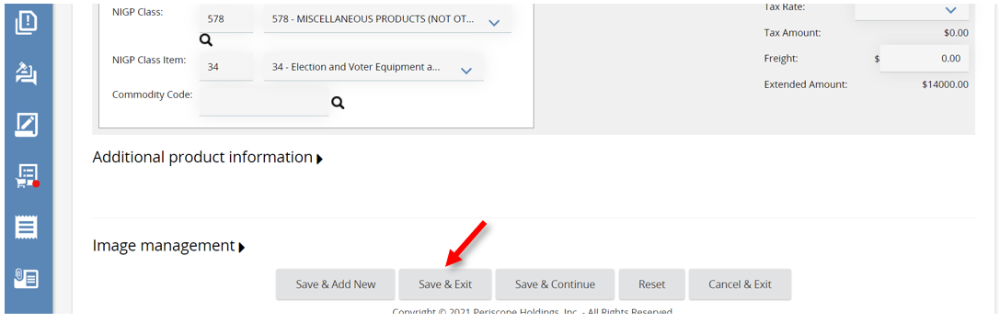 NIGP Class:
578
578 - MISCELLANEOUS PRODUCTS (NOT OT...
NIGP Class Item:
34
34 - Election and Voter Equipment a...
Commodity Code:
Tax Rate:
Tax Amount:
$0.00
Freight:
$
0.00
Extended Amount:
$14000.00
Additional product information
Image management
Save & Add New
Save & Exit
Save & Continue
Reset
Cancel & Exit
Copyright © 2021 Periscope Holdings, Inc. - All Rights Reserved